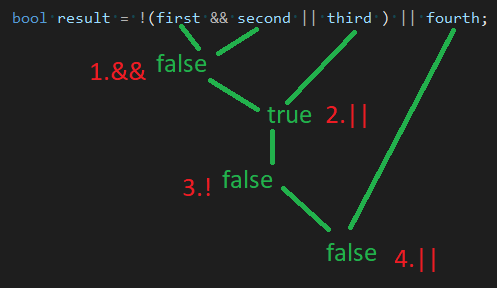 bool result = !(first && second || third ) || fourth;
1.&& false
true 2.||
3.! false
false 4.||